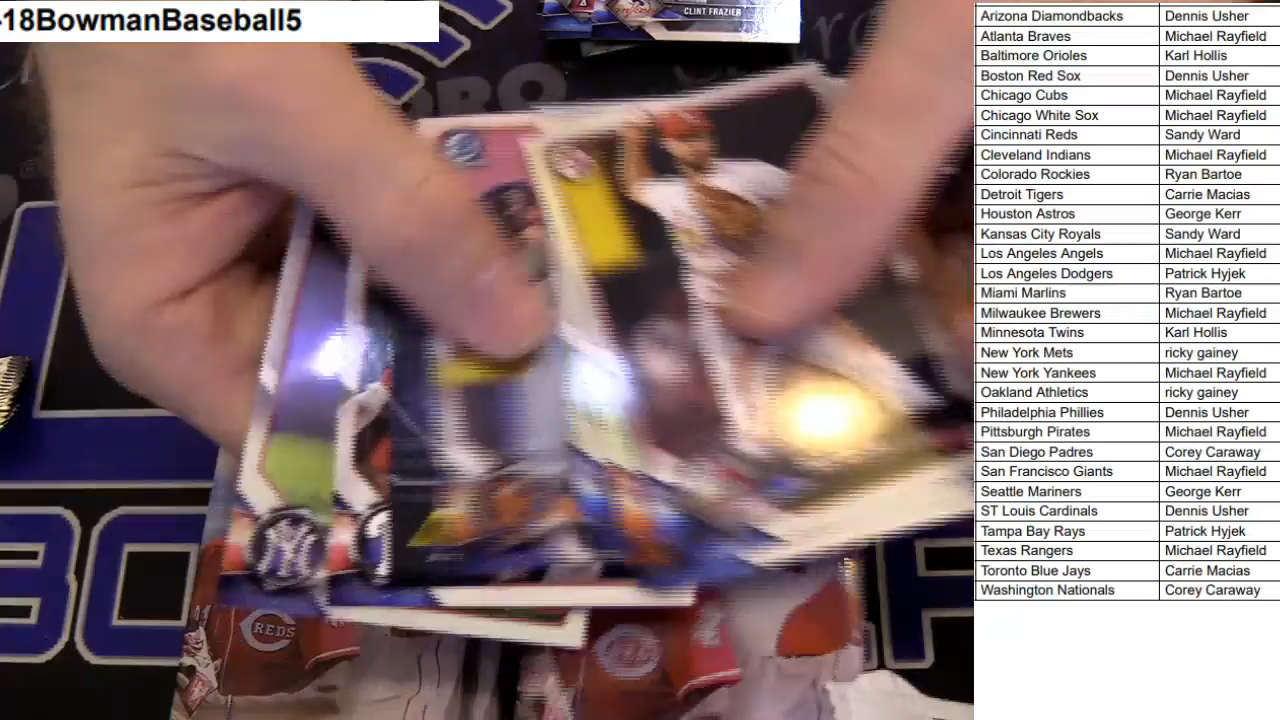 -18BowmanBaseball5
CLINT FRAZIER
PRO
REDS
Arizona Diamondbacks Dennis Usher
Atlanta Braves Michael Rayfield
Baltimore Orioles Karl Hollis
Boston Red Sox Dennis Usher
Chicago Cubs Michael Rayfield
Chicago White Sox Michael Rayfield
Cincinnati Reds Sandy Ward
Cleveland Indians Michael Rayfield
Colorado Rockies Ryan Bartoe
Detroit Tigers Carrie Macias
Houston Astros George Kerr
Kansas City Royals Sandy Ward
Los Angeles Angels Michael Rayfield
Los Angeles Dodgers Patrick Hyjek
Miami Marlins Ryan Bartoe
Milwaukee Brewers Michael Rayfield
Minnesota Twins Karl Hollis
New York Mets ricky gainey
New York Yankees Michael Rayfield
Oakland Athletics ricky gainey
Philadelphia Phillies Dennis Usher
Pittsburgh Pirates Michael Rayfield
San Diego Padres Corey Caraway
San Francisco Giants Michael Rayfield
Seattle Mariners George Kerr
ST Louis Cardinals Dennis Usher
Tampa Bay Rays Patrick Hyjek
Texas Rangers Michael Rayfield
Toronto Blue Jays Carrie Macias
Washington Nationals Corey Caraway